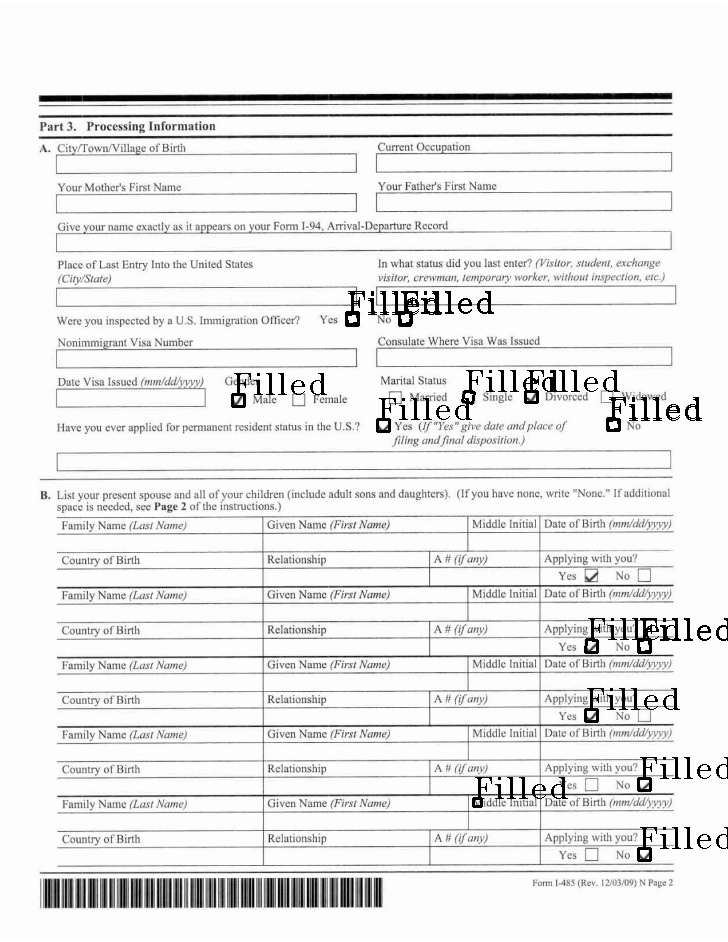 Part 3. Processing Information
A. City/Town/Village of Birth Current Occupation
Your Mother's First Name Your Father's First Name
Give your name exactly as it appears on your Form I-94, Arrival-Departure Record
Place of Last Entry Into the United States In what status did you last enter? (Visitor, student, exchange
(City/State) visitor, crewman, temporary worker, without inspection, etc.)
Filled Filled
Were you inspected by a U.S. Immigration Officer? Yes No
Nonimmigrant Visa Number Consulate Where Visa Was Issued
Date Visa Issued (mm/dd/yyyy) Gender Marital Status
Filled Filled Filled
Male Female Married Single Divorced Widowed
Filled Filled
Have you ever applied for permanent resident status in the U.S.? Yes (If "Yes" give date and place of No
filing and final disposition.)
B. List your present spouse and all of your children (include adult sons and daughters). (If you have none, write "None." If additional
space is needed, see Page 2 of the instructions.)
Family Name (Last Name) Given Name (First Name) Middle Initial Date of Birth (mm/dd/yyyy)
Country of Birth Relationship A # (if any) Applying with you?
Yes No
Family Name (Last Name) Given Name (First Name) Middle Initial Date of Birth (mm/dd/yyyy)
Country of Birth Relationship A # (if any) Applying with you?
Filled Filled
Yes No
Family Name (Last Name) Given Name (First Name) Middle Initial Date of Birth (mm/dd/yyyy)
Country of Birth Relationship A # (if any) Applying with you?
Filled
Yes No
Family Name (Last Name) Given Name (First Name) Middle Initial Date of Birth (mm/dd/yyyy)
Country of Birth Relationship A # (if any) Applying with you?
Filled
Yes No
Filled
Family Name (Last Name) Given Name (First Name) Middle Initial Date of Birth (mm/dd/yyyy)
Country of Birth Relationship A # (if any) Applying with you?
Filled
Yes No
Form I-485 (Rev. 12/03/09) N Page 2